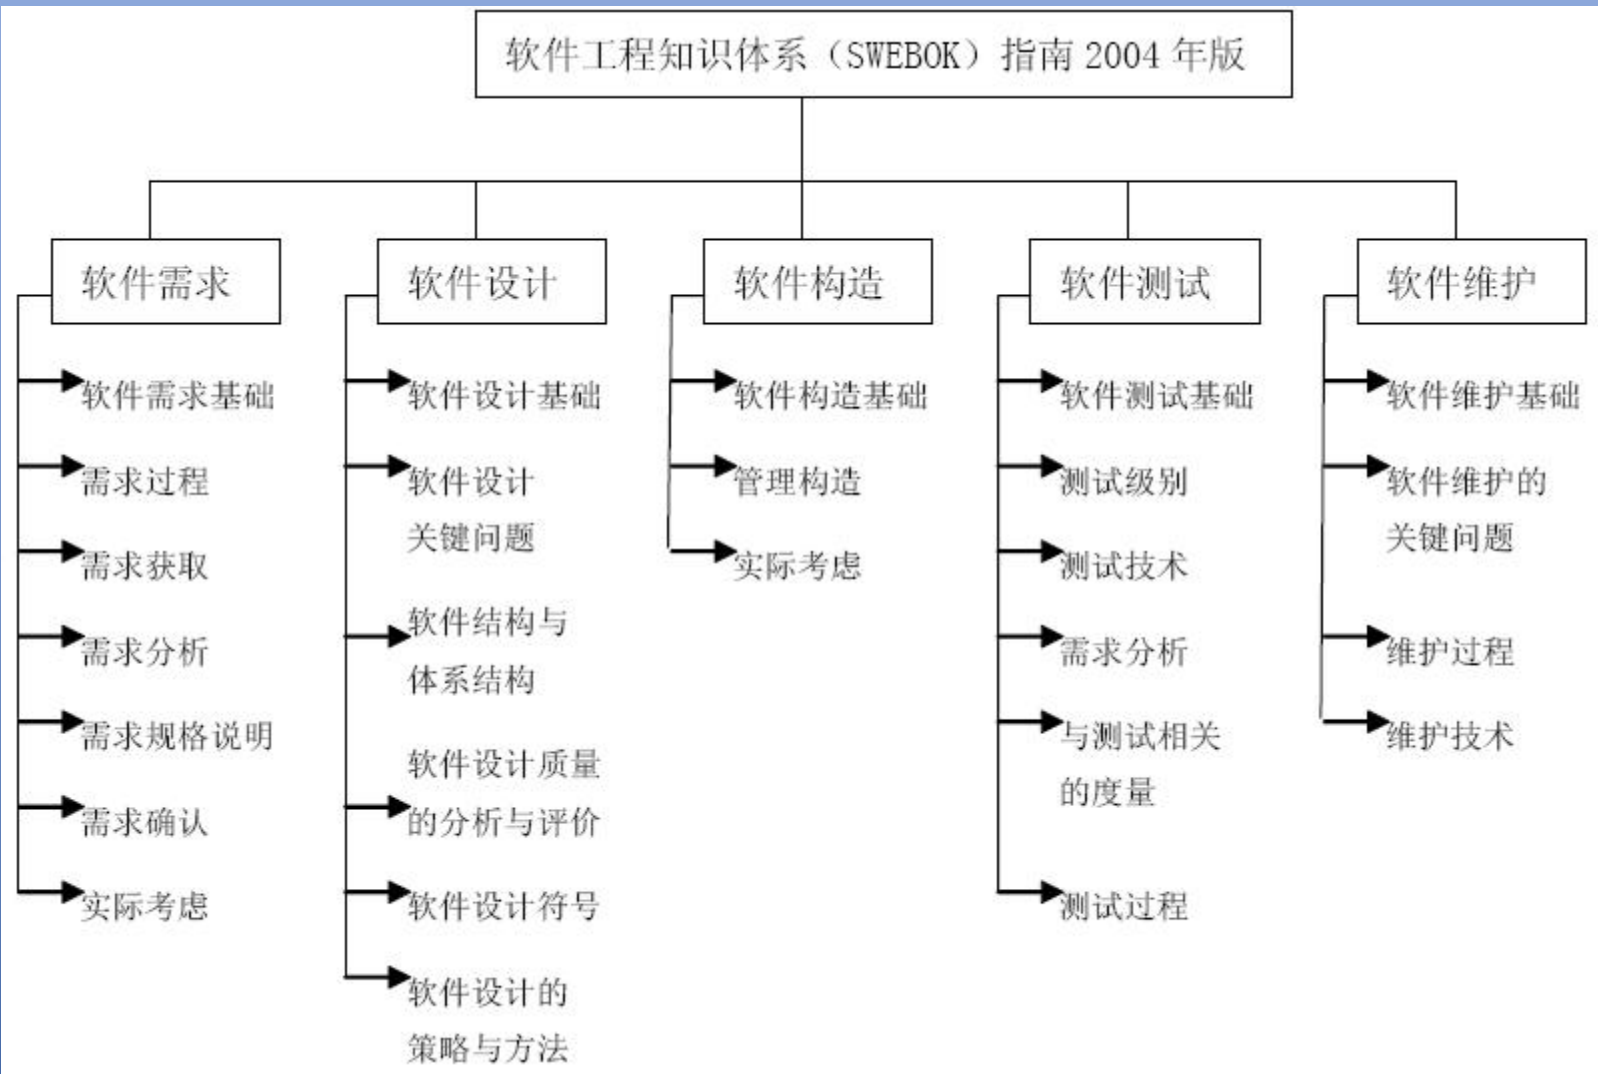 软件工程知识体系（SWEBOK）指南 2004 年版
软件需求
软件需求基础
需求过程
需求获取
需求分析
需求规格说明
需求确认
实际考虑
软件设计
软件设计基础
软件设计
关键问题
软件结构与
体系结构
软件设计质量
的分析与评价
软件设计符号
软件设计的
策略与方法
软件构造
软件构造基础
管理构造
实际考虑
软件测试
软件测试基础
测试级别
测试技术
需求分析
与测试相关
的度量
测试过程
软件维护
软件维护基础
软件维护的
关键问题
维护过程
维护技术